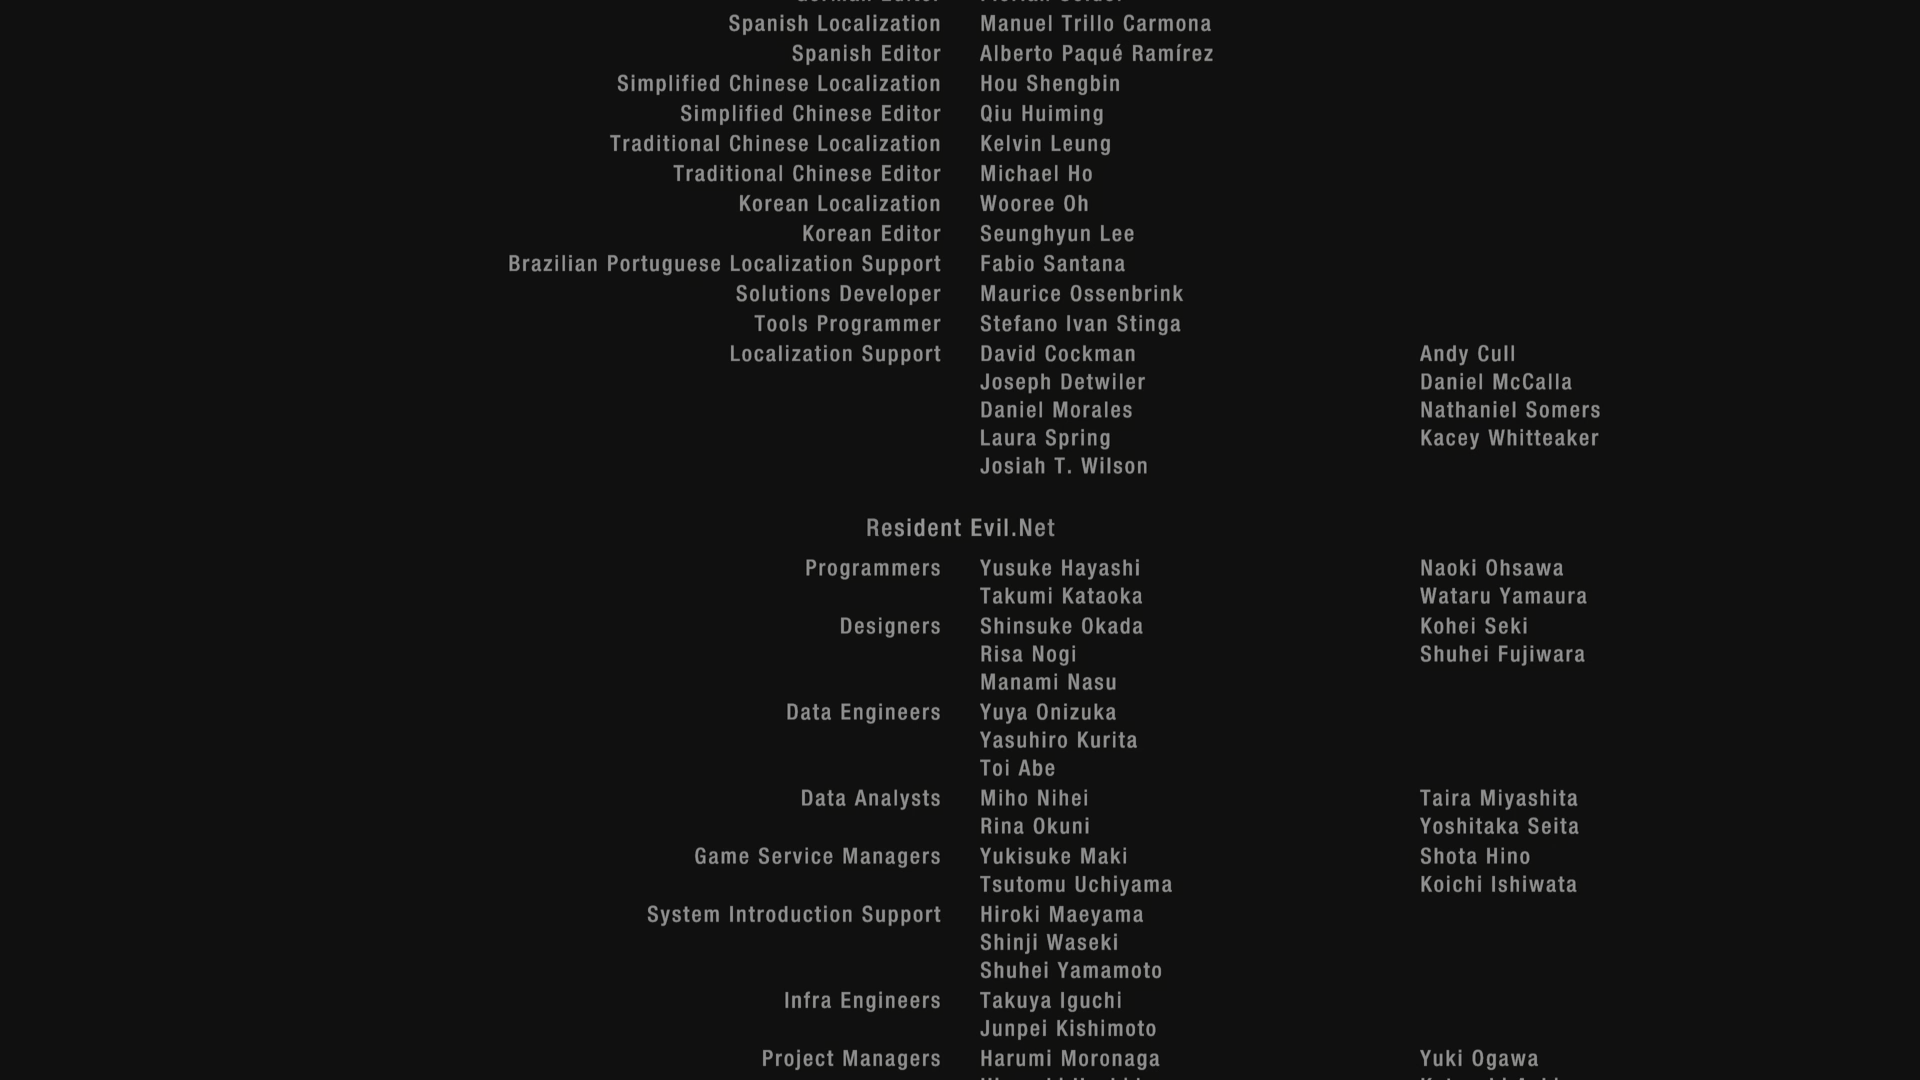 Spanish Localization Manuel Trillo Carmona
Spanish Editor Alberto Paqué Ramírez
Simplified Chinese Localization Hou Shengbin
Simplified Chinese Editor Qiu Huiming
Traditional Chinese Localization Kelvin Leung
Traditional Chinese Editor Michael Ho
Korean Localization Wooree Oh
Korean Editor Seunghyun Lee
Brazilian Portuguese Localization Support Fabio Santana
Solutions Developer Maurice Ossenbrink
Tools Programmer Stefano Ivan Stinga
Localization Support David Cockman Andy Cull
Joseph Detwiler Daniel McCalla
Daniel Morales Nathaniel Somers
Laura Spring Kacey Whitteaker
Josiah T. Wilson
Resident Evil.Net
Programmers Yusuke Hayashi Naoki Ohsawa
Takumi Kataoka Wataru Yamaura
Designers Shinsuke Okada Kohei Seki
Risa Nogi Shuhei Fujiwara
Manami Nasu
Data Engineers Yuya Onizuka
Yasuhiro Kurita
Toi Abe
Data Analysts Miho Nihei Taira Miyashita
Rina Okuni Yoshitaka Seita
Game Service Managers Yukisuke Maki Shota Hino
Tsutomu Uchiyama Koichi Ishiwata
System Introduction Support Hiroki Maeyama
Shinji Waseki
Shuhei Yamamoto
Infra Engineers Takuya Iguchi
Junpei Kishimoto
Project Managers Harumi Moronaga Yuki Ogawa